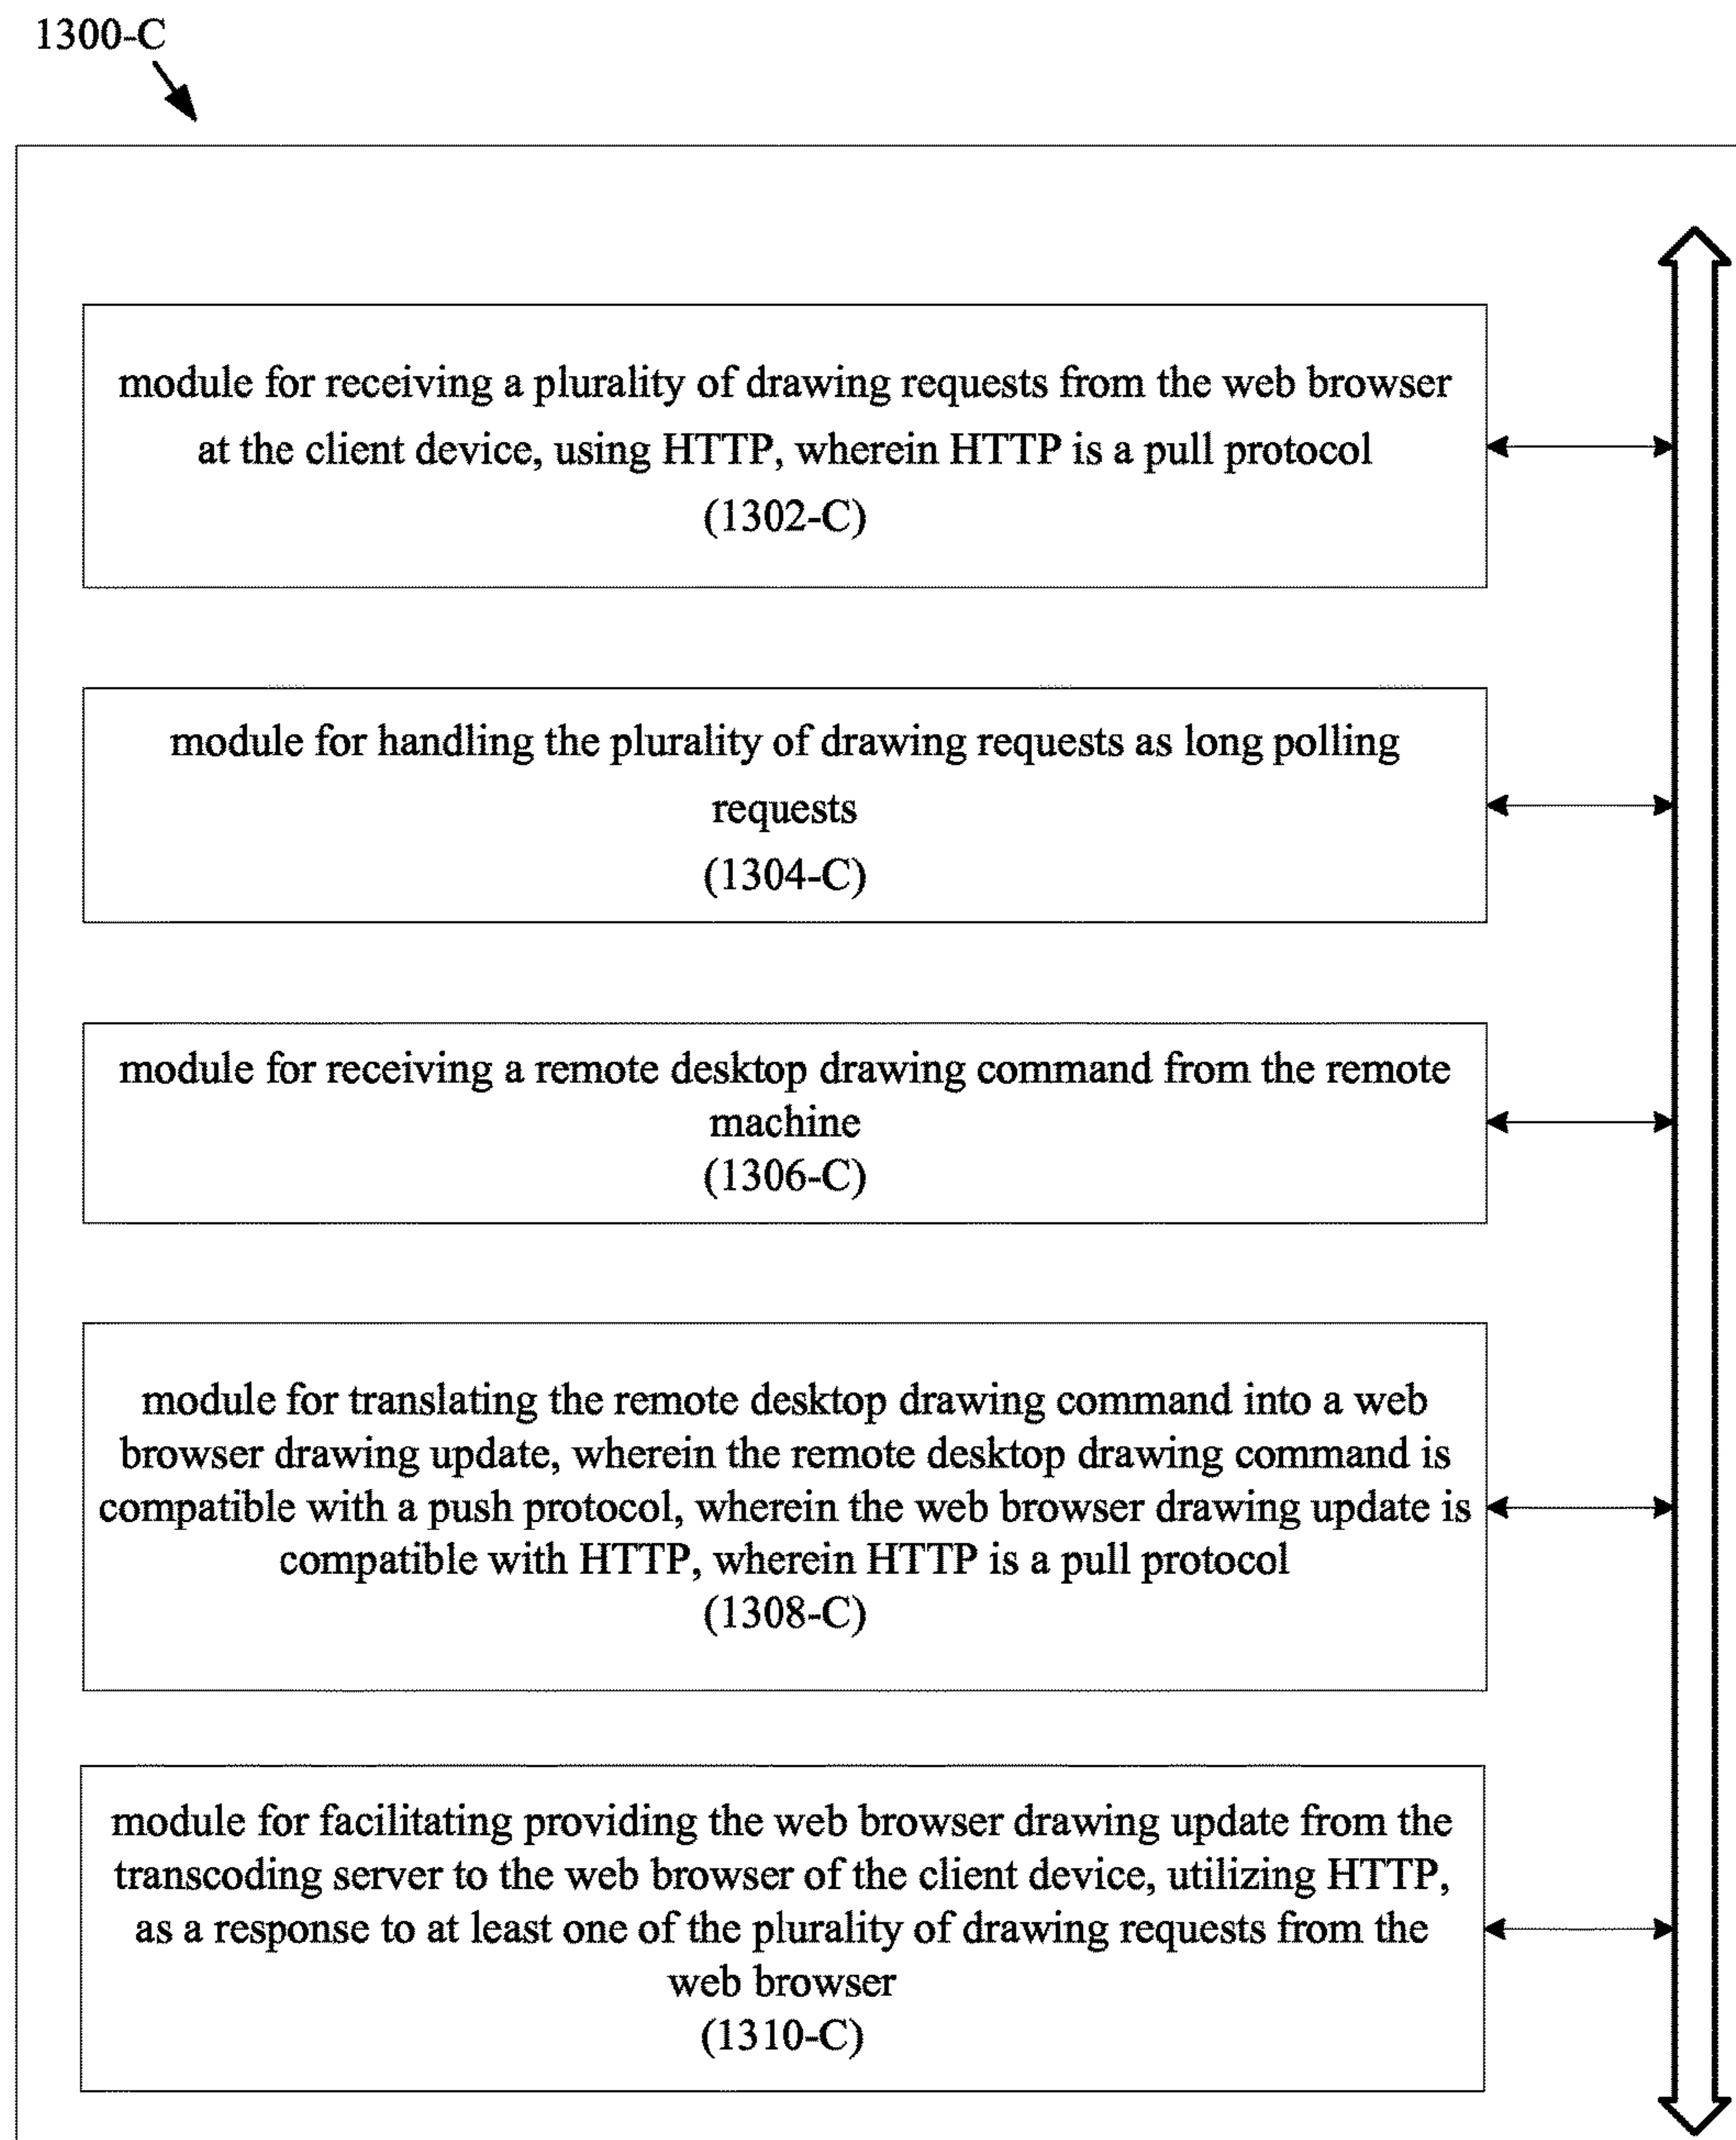 1300-C
module for receiving a plurality of drawing requests from the web browser
at the client device, using HTTP, wherein HTTP is a pull protocol
(1302-C)
module for handling the plurality of drawing requests as long polling
requests
(1304-C)
module for receiving a remote desktop drawing command from the remote
machine
(1306-C)
module for translating the remote desktop drawing command into a web
browser drawing update, wherein the remote desktop drawing command is
compatible with a push protocol, wherein the web browser drawing update is
compatible with HTTP, wherein HTTP is a pull protocol
(1308-C)
module for facilitating providing the web browser drawing update from the
transcoding server to the web browser of the client device, utilizing HTTP,
as a response to at least one of the plurality of drawing requests from the
web browser
(1310-C)